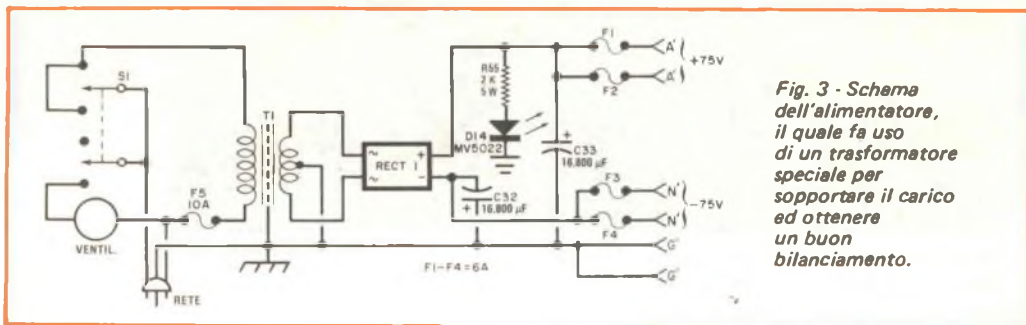 S1
VENTIL.
RETE
F5
10A
T1
~
~
RECT 1
+
-
R55
2 K
5 W
D14
MV5022
+
C32
16,800 µF
+
C33
16,800 µF
F1
F2
F3
F4
A'
A'
+75V
N'
N'
-75V
G'
G'
F1-F4=6A
Fig. 3 - Schema
dell'alimentatore,
il quale fa uso
di un trasformatore
speciale per
sopportare il carico
ed ottenere
un buon
bilanciamento.